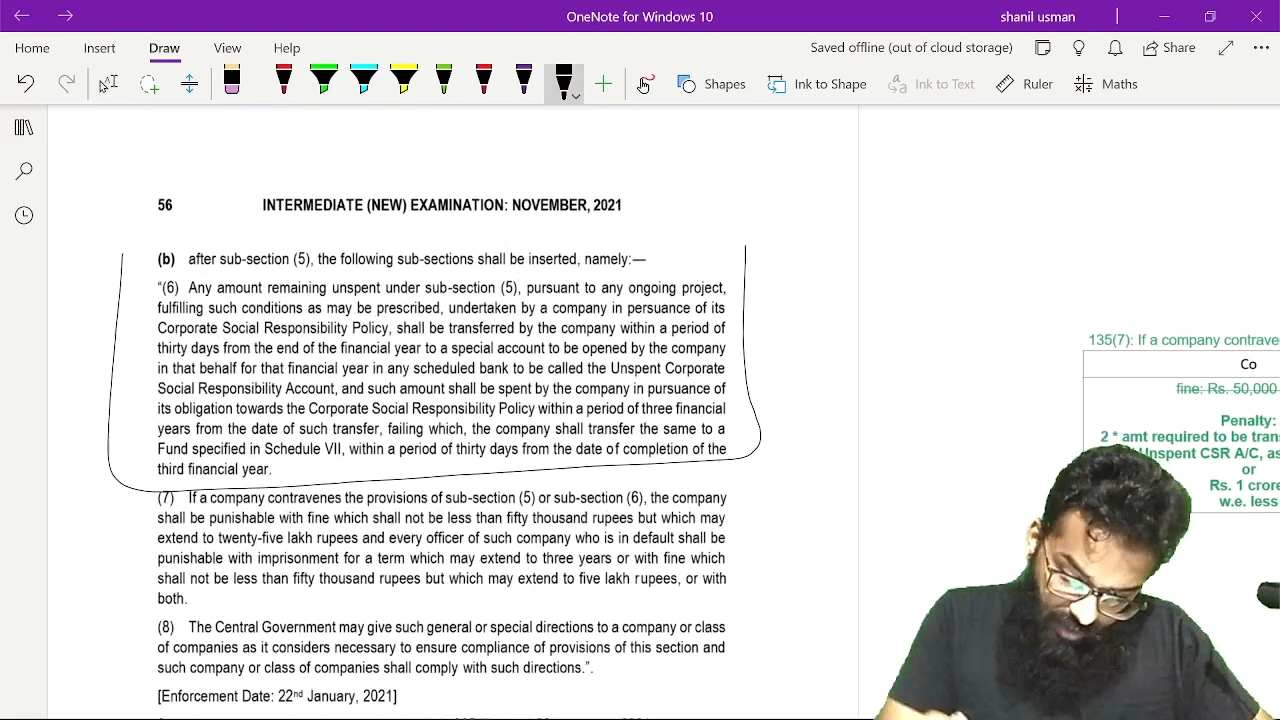 OneNote for Windows 10
shanil usman
Home Insert Draw View Help
Saved offline (out of cloud storage) Share
Shapes Ink to Shape Ink to Text Ruler Maths
56 INTERMEDIATE (NEW) EXAMINATION: NOVEMBER, 2021
(b) after sub-section (5), the following sub-sections shall be inserted, namely:—
“(6) Any amount remaining unspent under sub-section (5), pursuant to any ongoing project,
fulfilling such conditions as may be prescribed, undertaken by a company in persuance of its
Corporate Social Responsibility Policy, shall be transferred by the company within a period of
thirty days from the end of the financial year to a special account to be opened by the company
in that behalf for that financial year in any scheduled bank to be called the Unspent Corporate
Social Responsibility Account, and such amount shall be spent by the company in pursuance of
its obligation towards the Corporate Social Responsibility Policy within a period of three financial
years from the date of such transfer, failing which, the company shall transfer the same to a
Fund specified in Schedule VII, within a period of thirty days from the date of completion of the
third financial year.
(7) If a company contravenes the provisions of sub-section (5) or sub-section (6), the company
shall be punishable with fine which shall not be less than fifty thousand rupees but which may
extend to twenty-five lakh rupees and every officer of such company who is in default shall be
punishable with imprisonment for a term which may extend to three years or with fine which
shall not be less than fifty thousand rupees but which may extend to five lakh rupees, or with
both.
(8) The Central Government may give such general or special directions to a company or class
of companies as it considers necessary to ensure compliance of provisions of this section and
such company or class of companies shall comply with such directions.”.
[Enforcement Date: 22nd January, 2021]
135(7): If a company contrave
Co
fine: Rs. 50,000
Penalty:
2 * amt required to be tran
Unspent CSR A/C, as
or
Rs. 1 crore
w.e. less